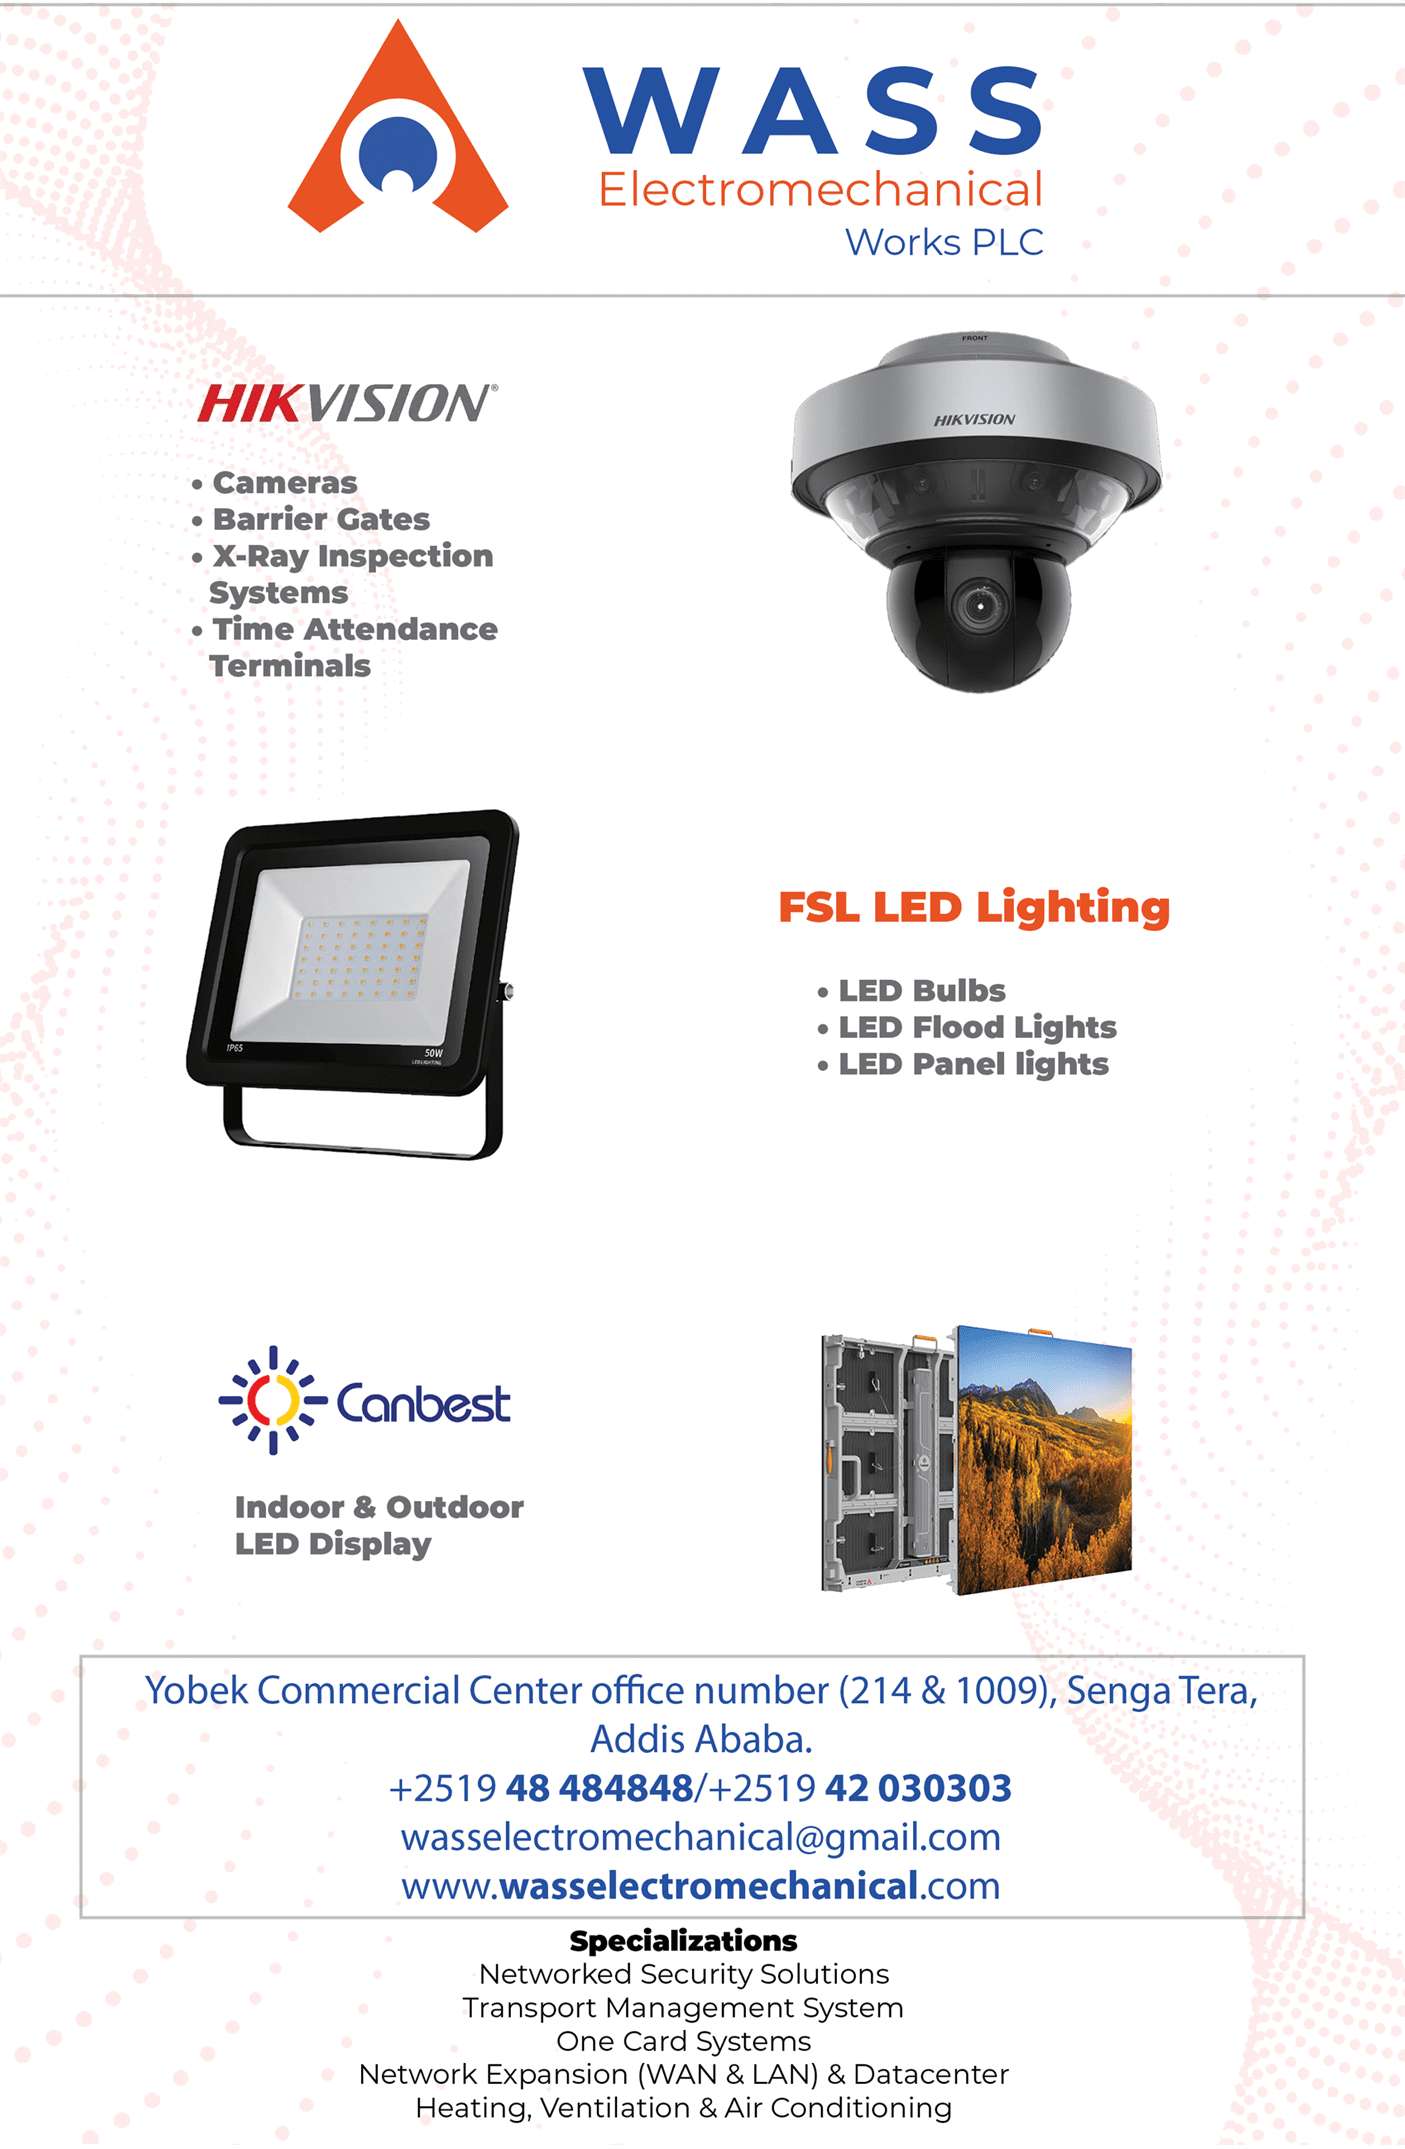 WASS
Electromechanical
Works PLC
FRONT
HIKVISION
HIKVISION®
• Cameras
• Barrier Gates
• X-Ray Inspection
Systems
• Time Attendance
Terminals
IP65
50W
LED LIGHTING
FSL LED Lighting
• LED Bulbs
• LED Flood Lights
• LED Panel lights
Canbest
Indoor & Outdoor
LED Display
Yobek Commercial Center office number (214 & 1009), Senga Tera,
Addis Ababa.
+2519 48 484848/+2519 42 030303
wasselectromechanical@gmail.com
www.wasselectromechanical.com
Specializations
Networked Security Solutions
Transport Management System
One Card Systems
Network Expansion (WAN & LAN) & Datacenter
Heating, Ventilation & Air Conditioning